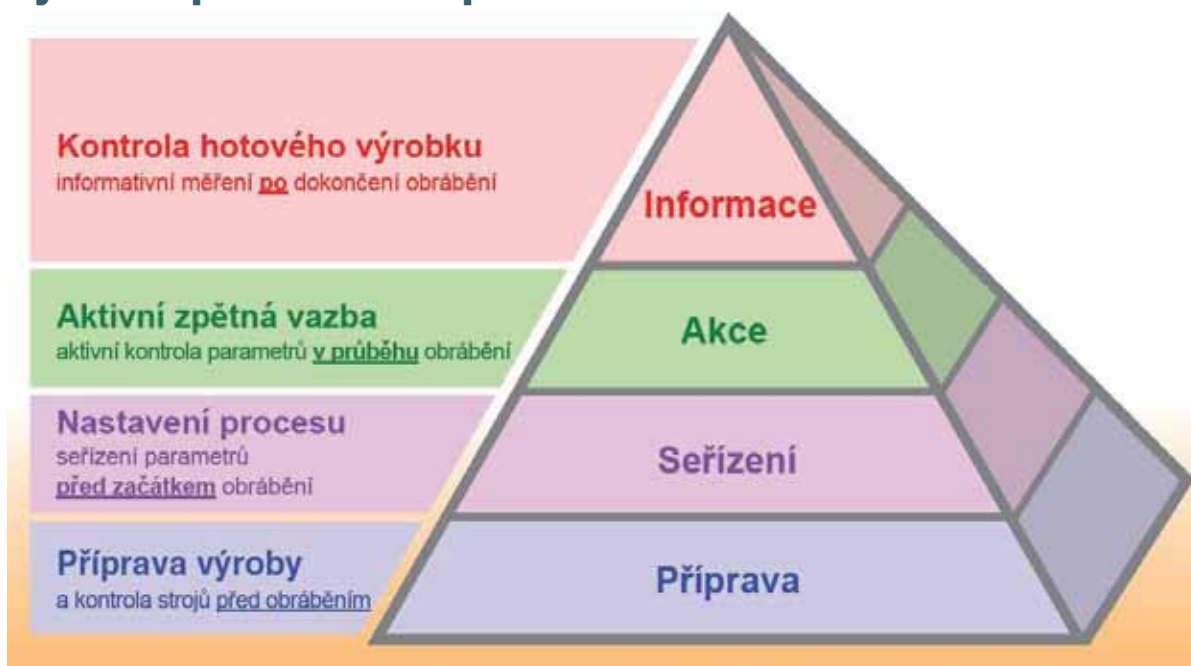 Kontrola hotového výrobku
informativní měření po dokončení obrábění
Informace
Aktivní zpětná vazba
aktivní kontrola parametrů v průběhu obrábění
Akce
Nastavení procesu
seřízení parametrů
před začátkem obrábění
Seřízení
Příprava výroby
a kontrola strojů před obráběním
Příprava